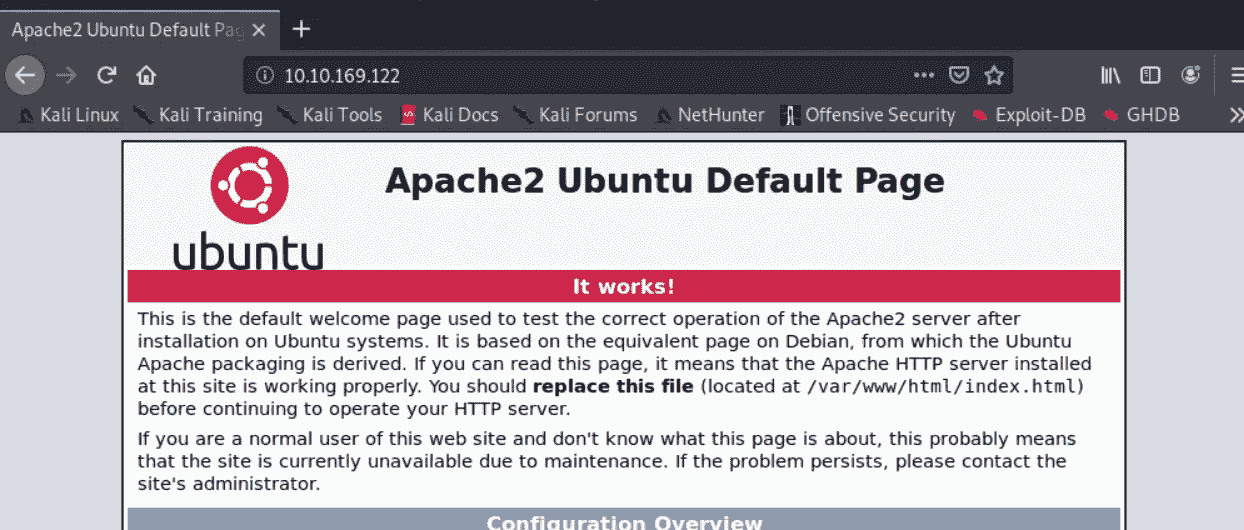 Apache2 Ubuntu Default Pag
10.10.169.122
Kali Linux Kali Training Kali Tools Kali Docs Kali Forums NetHunter Offensive Security Exploit-DB GHDB
Apache2 Ubuntu Default Page
ubuntu
It works!
This is the default welcome page used to test the correct operation of the Apache2 server after
installation on Ubuntu systems. It is based on the equivalent page on Debian, from which the Ubuntu
Apache packaging is derived. If you can read this page, it means that the Apache HTTP server installed
at this site is working properly. You should replace this file (located at /var/www/html/index.html)
before continuing to operate your HTTP server.
If you are a normal user of this web site and don't know what this page is about, this probably means
that the site is currently unavailable due to maintenance. If the problem persists, please contact the
site's administrator.
Configuration Overview